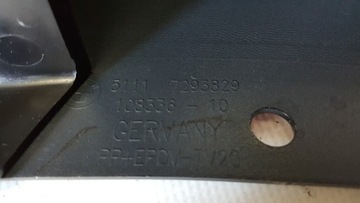 5111 7293829
108336 - 10
GERMANY
PP+EPDM-TV20